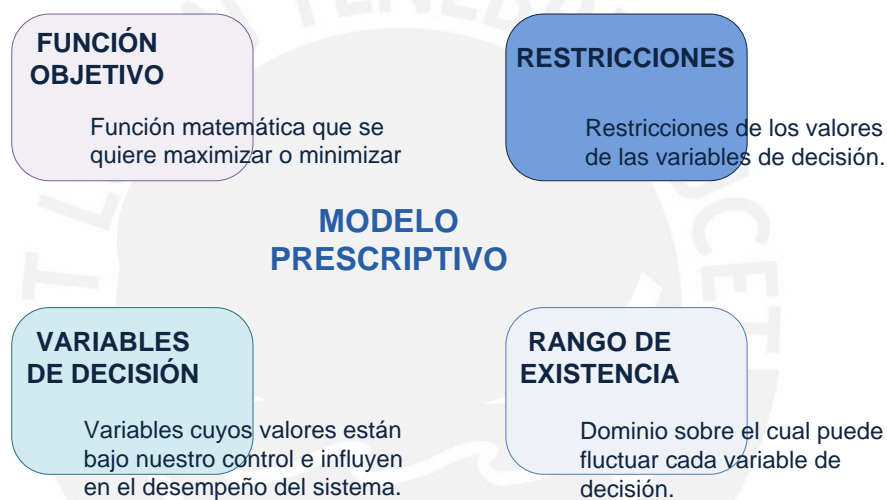 FUNCIÓN
OBJETIVO
Función matemática que se
quiere maximizar o minimizar
RESTRICCIONES
Restricciones de los valores
de las variables de decisión.
MODELO
PRESCRIPTIVO
VARIABLES
DE DECISIÓN
Variables cuyos valores están
bajo nuestro control e influyen
en el desempeño del sistema.
RANGO DE
EXISTENCIA
Dominio sobre el cual puede
fluctuar cada variable de
decisión.